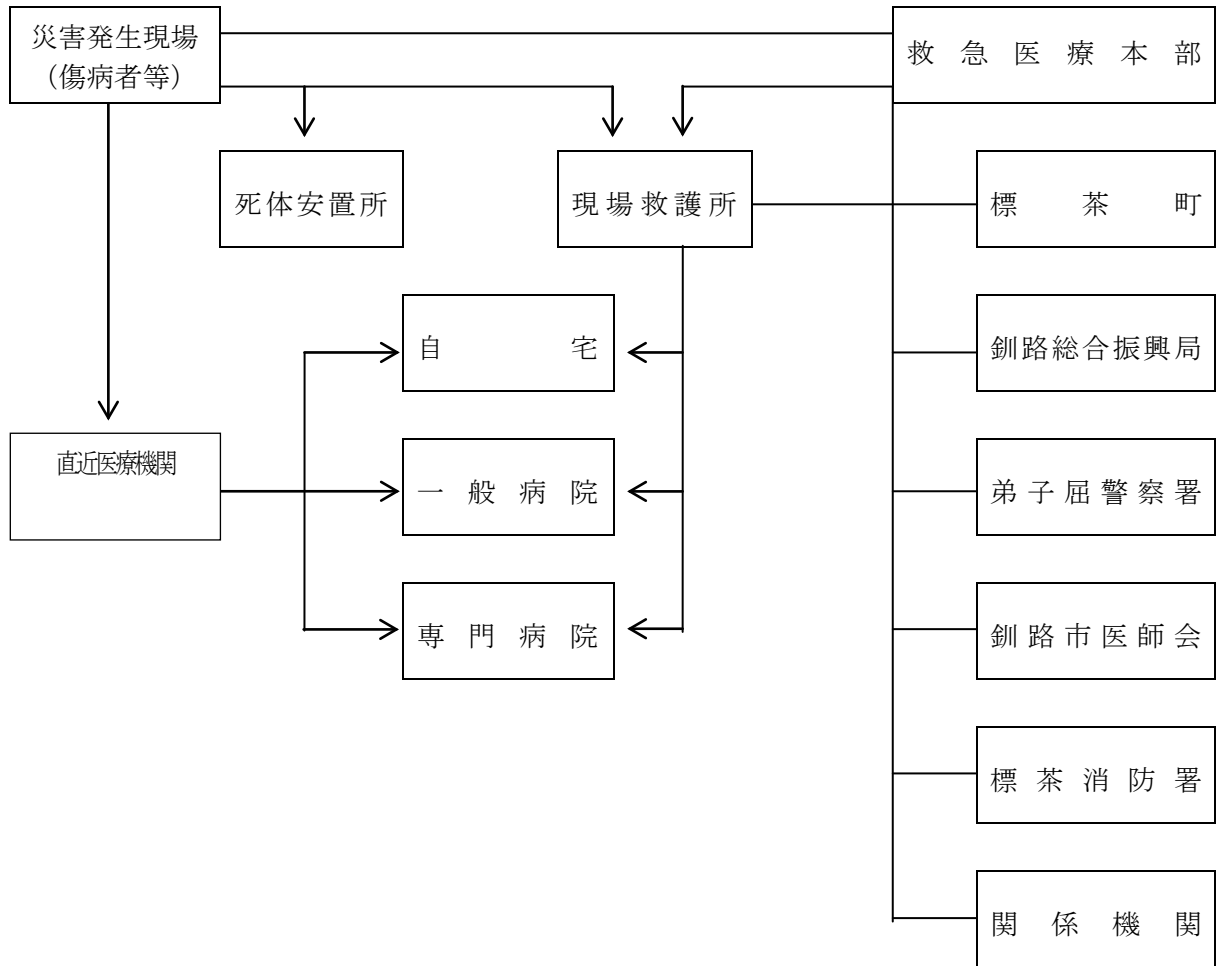 災害発生現場
（傷病者等）
救急医療本部
死体安置所
現場救護所
標茶町
自宅
釧路総合振興局
直近医療機関
一般病院
弟子屈警察署
専門病院
釧路市医師会
標茶消防署
関係機関